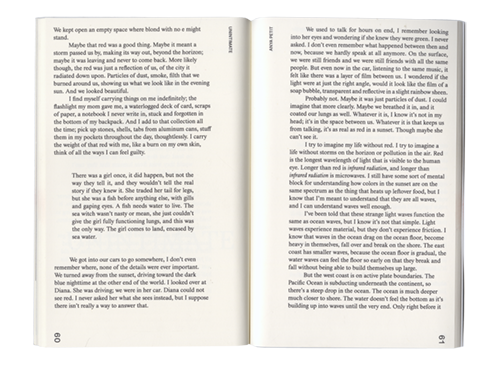 We kept open an empty space where blond with no e might
stand.
Maybe that red was a good thing. Maybe it meant a
storm passed us by, making its way out, beyond the horizon;
maybe it was leaving and never to come back. More likely
though, the red was just a reflection of us, of the city it
radiated down upon. Particles of dust, smoke, filth that we
burned around us, showing us what we look like in the evening
sun. And we looked beautiful.
I find myself carrying things on me indefinitely; the
flashlight my mom gave me, a waterlogged deck of card, scraps
of paper, a notebook I never write in, stuck and forgotten in
the bottom of my backpack. And I add to that collection all
the time; pick up stones, shells, tabs from aluminum cans, stuff
them in my pockets throughout the day, thoughtlessly. I carry
the weight of that red with me, like a burn on my own skin,
think of all the ways I can feel guilty.
There was a girl once, it did happen, but not the
way they tell it, and they wouldn't tell the real
story if they knew it. She traded her tail for legs,
but she was a fish before anything else, with gills
and gaping eyes. A fish needs water to live. The
sea witch wasn't nasty or mean, she just couldn't
give the girl fully functioning lungs, and this was
the only way. The girl comes to land, encased by
sea water.
We got into our cars to go somewhere, I don't even
remember where, none of the details were ever important.
We turned away from the sunset, driving toward the dark
blue nighttime at the other end of the world. I looked over at
Diana. She was driving; we were in her car. Diana could not
see red. I never asked her what she sees instead, but I suppose
there isn't really a way to answer that.
60
UNINTIMATE
ANYA PETIT
We used to talk for hours on end, I remember looking
into her eyes and wondering if she knew they were green. I never
asked. I don't even remember what happened between then and
now, because we hardly speak at all anymore. On the surface,
we were still friends and we were still friends with all the same
people. But even now in the car, listening to the same music, it
felt like there was a layer of film between us. I wondered if the
light were at just the right angle, would it look like the film of a
soap bubble, transparent and reflective in a slight rainbow sheen.
Probably not. Maybe it was just particles of dust. I could
imagine that more clearly. Maybe we breathed it in, and it
coated our lungs as well. Whatever it is, I know it's not in my
head; it's in the space between us. Whatever it is that keeps us
from talking, it's as real as red in a sunset. Though maybe she
can't see it.
I try to imagine my life without red. I try to imagine a
life without storms on the horizon or pollution in the air. Red
is the longest wavelength of light that is visible to the human
eye. Longer than red is infrared radiation, and longer than
infrared radiation is microwaves. I still have some sort of mental
block for understanding how colors in the sunset are on the
same spectrum as the thing that heats up leftover food, but I
know that I'm meant to understand that they are all waves,
and I can understand waves well enough.
I've been told that these strange light waves function the
same as ocean waves, but I know it's not that simple. Light
waves experience material, but they don't experience friction. I
know that waves in the ocean drag on the ocean floor, become
heavy in themselves, fall over and break on the shore. The east
coast has smaller waves, because the ocean floor is gradual, the
water waves can feel the floor so early on that they break and
fall without being able to build themselves up large.
But the west coast is on active plate boundaries. The
Pacific Ocean is subducting underneath the continent, so
there's a steep drop in the ocean. The ocean is much deeper
much closer to shore. The water doesn't feel the bottom as it's
building up into waves until the very end. Only right before it
61